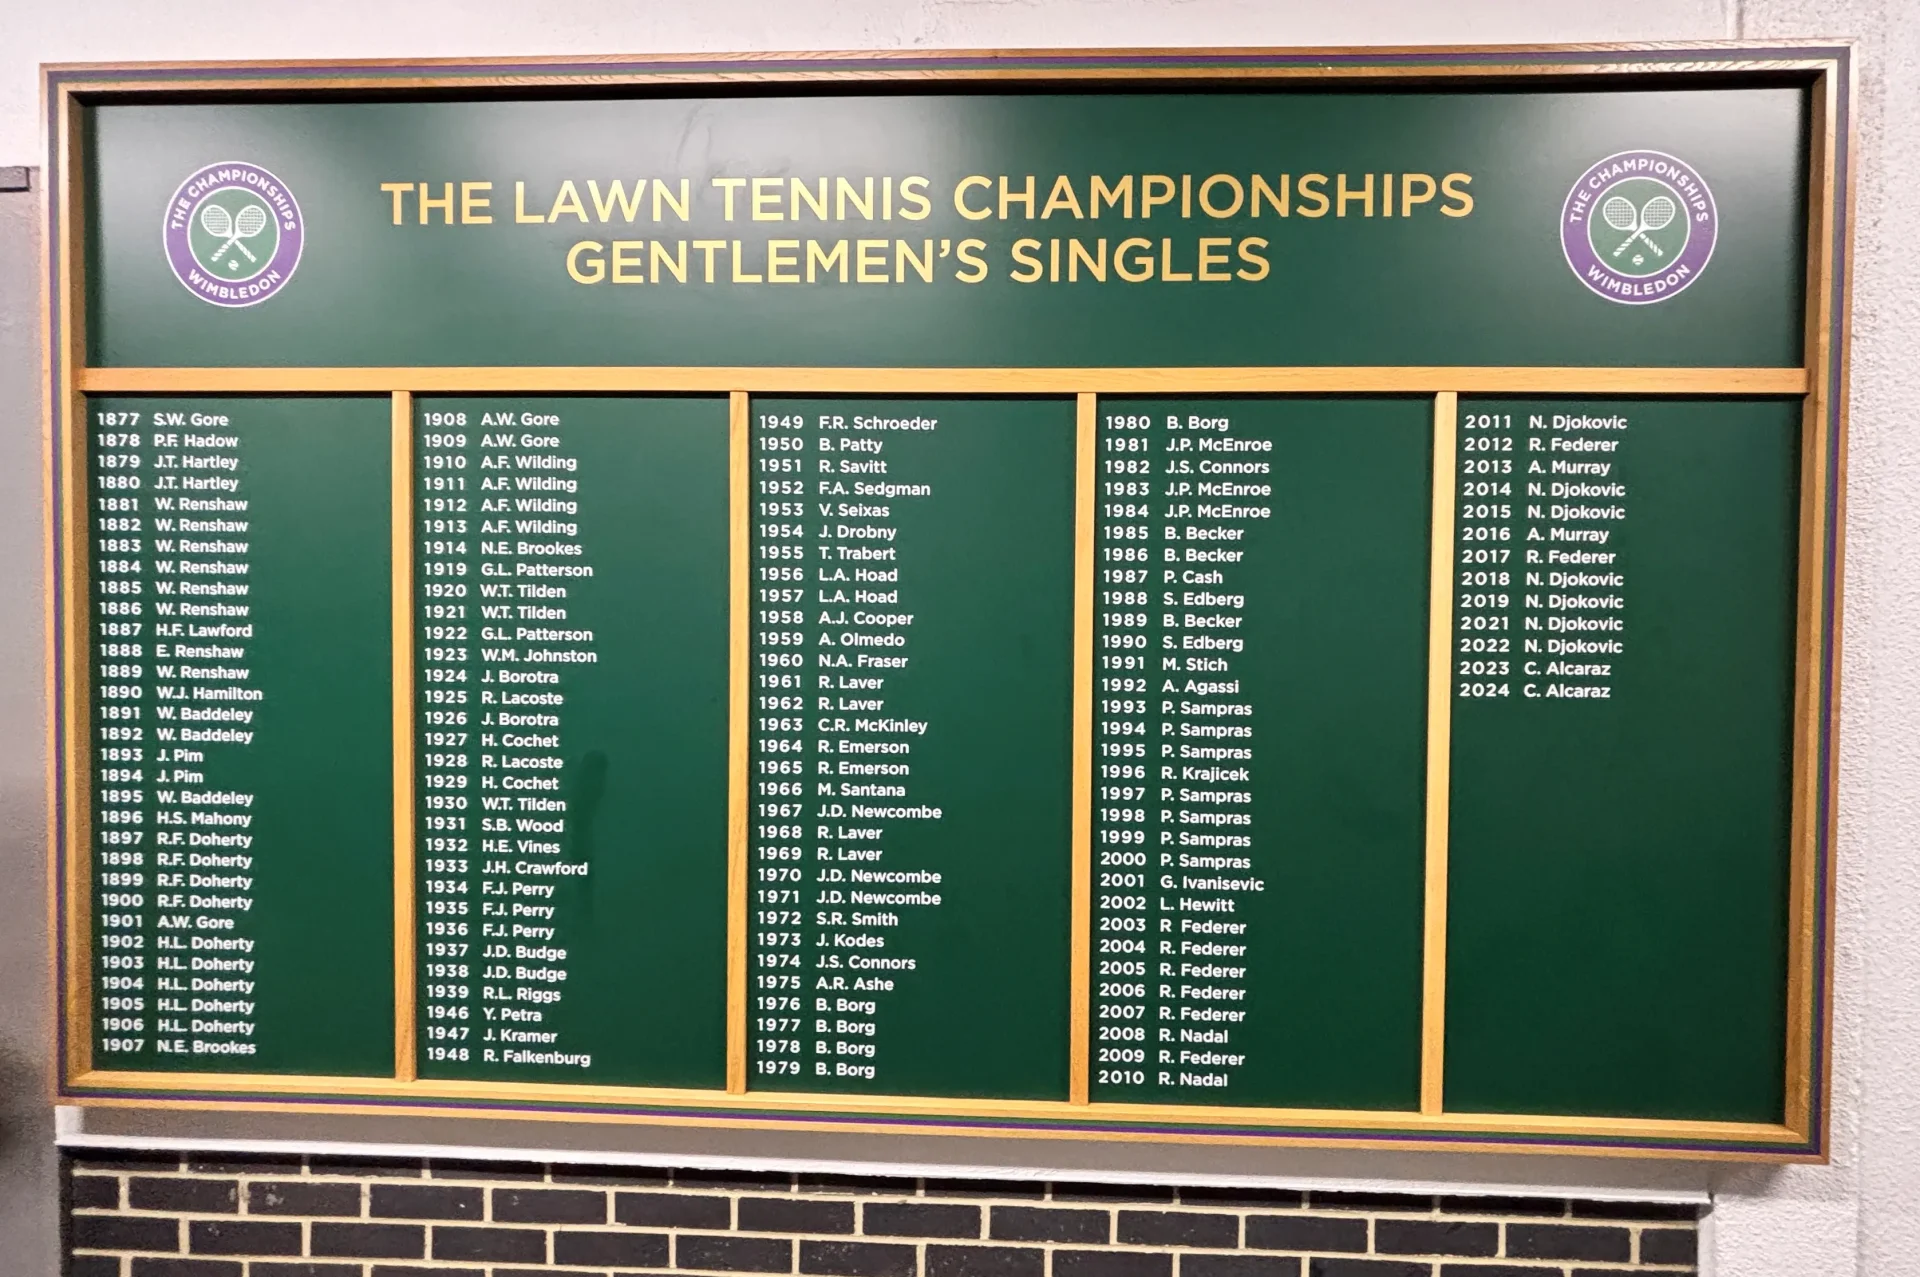 THE CHAMPIONSHIPS
WIMBLEDON
THE LAWN TENNIS CHAMPIONSHIPS
GENTLEMEN'S SINGLES
THE CHAMPIONSHIPS
WIMBLEDON
1877 S.W. Gore
1878 P.F. Hadow
1879 J.T. Hartley
1880 J.T. Hartley
1881 W. Renshaw
1882 W. Renshaw
1883 W. Renshaw
1884 W. Renshaw
1885 W. Renshaw
1886 W. Renshaw
1887 H.F. Lawford
1888 E. Renshaw
1889 W. Renshaw
1890 W.J. Hamilton
1891 W. Baddeley
1892 W. Baddeley
1893 J. Pim
1894 J. Pim
1895 W. Baddeley
1896 H.S. Mahony
1897 R.F. Doherty
1898 R.F. Doherty
1899 R.F. Doherty
1900 R.F. Doherty
1901 A.W. Gore
1902 H.L. Doherty
1903 H.L. Doherty
1904 H.L. Doherty
1905 H.L. Doherty
1906 H.L. Doherty
1907 N.E. Brookes
1908 A.W. Gore
1909 A.W. Gore
1910 A.F. Wilding
1911 A.F. Wilding
1912 A.F. Wilding
1913 A.F. Wilding
1914 N.E. Brookes
1919 G.L. Patterson
1920 W.T. Tilden
1921 W.T. Tilden
1922 G.L. Patterson
1923 W.M. Johnston
1924 J. Borotra
1925 R. Lacoste
1926 J. Borotra
1927 H. Cochet
1928 R. Lacoste
1929 H. Cochet
1930 W.T. Tilden
1931 S.B. Wood
1932 H.E. Vines
1933 J.H. Crawford
1934 F.J. Perry
1935 F.J. Perry
1936 F.J. Perry
1937 J.D. Budge
1938 J.D. Budge
1939 R.L. Riggs
1946 Y. Petra
1947 J. Kramer
1948 R. Falkenburg
1949 F.R. Schroeder
1950 B. Patty
1951 R. Savitt
1952 F.A. Sedgman
1953 V. Seixas
1954 J. Drobny
1955 T. Trabert
1956 L.A. Hoad
1957 L.A. Hoad
1958 A.J. Cooper
1959 A. Olmedo
1960 N.A. Fraser
1961 R. Laver
1962 R. Laver
1963 C.R. McKinley
1964 R. Emerson
1965 R. Emerson
1966 M. Santana
1967 J.D. Newcombe
1968 R. Laver
1969 R. Laver
1970 J.D. Newcombe
1971 J.D. Newcombe
1972 S.R. Smith
1973 J. Kodes
1974 J.S. Connors
1975 A.R. Ashe
1976 B. Borg
1977 B. Borg
1978 B. Borg
1979 B. Borg
1980 B. Borg
1981 J.P. McEnroe
1982 J.S. Connors
1983 J.P. McEnroe
1984 J.P. McEnroe
1985 B. Becker
1986 B. Becker
1987 P. Cash
1988 S. Edberg
1989 B. Becker
1990 S. Edberg
1991 M. Stich
1992 A. Agassi
1993 P. Sampras
1994 P. Sampras
1995 P. Sampras
1996 R. Krajicek
1997 P. Sampras
1998 P. Sampras
1999 P. Sampras
2000 P. Sampras
2001 G. Ivanisevic
2002 L. Hewitt
2003 R Federer
2004 R. Federer
2005 R. Federer
2006 R. Federer
2007 R. Federer
2008 R. Nadal
2009 R. Federer
2010 R. Nadal
2011 N. Djokovic
2012 R. Federer
2013 A. Murray
2014 N. Djokovic
2015 N. Djokovic
2016 A. Murray
2017 R. Federer
2018 N. Djokovic
2019 N. Djokovic
2021 N. Djokovic
2022 N. Djokovic
2023 C. Alcaraz
2024 C. Alcaraz